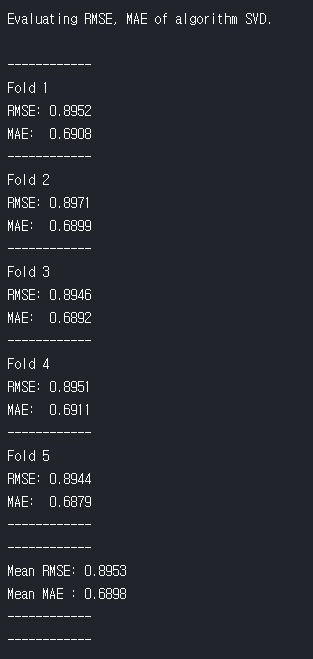 Evaluating RMSE, MAE of algorithm SVD.
------------
Fold 1
RMSE: 0.8952
MAE:  0.6908
------------
Fold 2
RMSE: 0.8971
MAE:  0.6899
------------
Fold 3
RMSE: 0.8946
MAE:  0.6892
------------
Fold 4
RMSE: 0.8951
MAE:  0.6911
------------
Fold 5
RMSE: 0.8944
MAE:  0.6879
------------
------------
Mean RMSE: 0.8953
Mean MAE : 0.6898
------------
------------